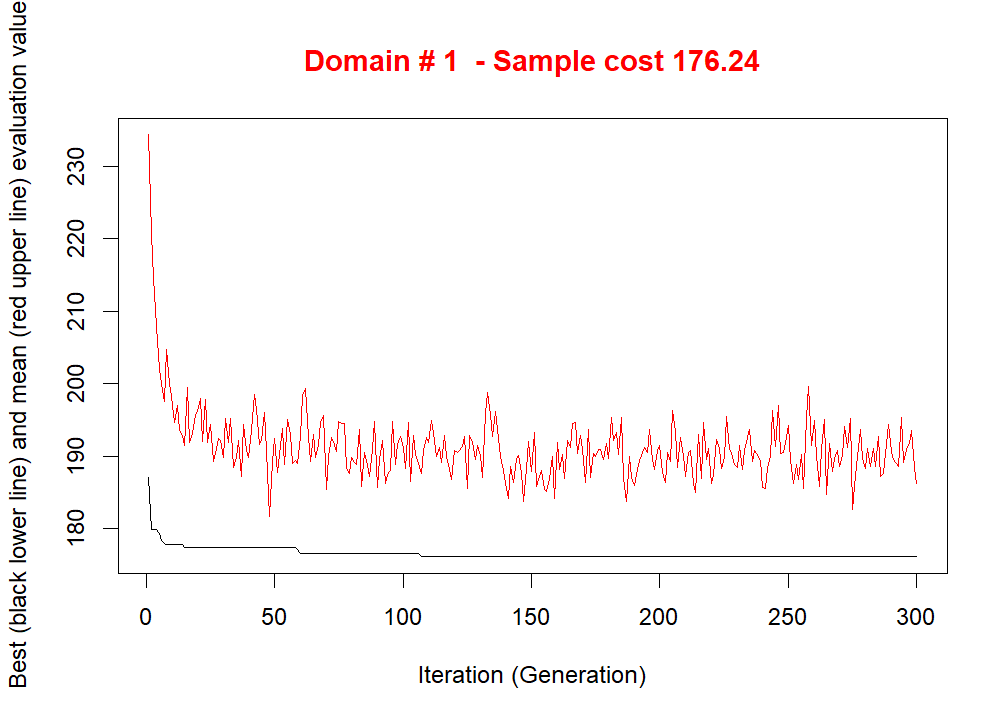 Domain # 1  - Sample cost 176.24
Best (black lower line) and mean (red upper line) evaluation value
230
220
210
200
190
180
0 50 100 150 200 250 300
Iteration (Generation)